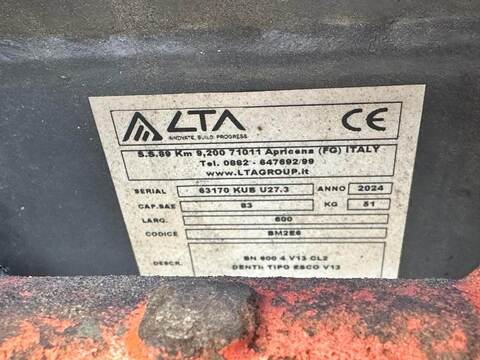 LTA CE
INNOVATE, BUILD, PROGRESS.
S.S.89 Km 9,200 71011 Apricena (FG) ITALY
Tel. 0882 - 647692/99
www.LTAGROUP.it
SERIAL 63170 KUB U27.3 ANNO 2024
CAP.SAE 83 KG 51
LARG. 600
CODICE BM2E6
DESCR. BN 600 4 V13 CL2
DENTI: TIPO ESCO V13